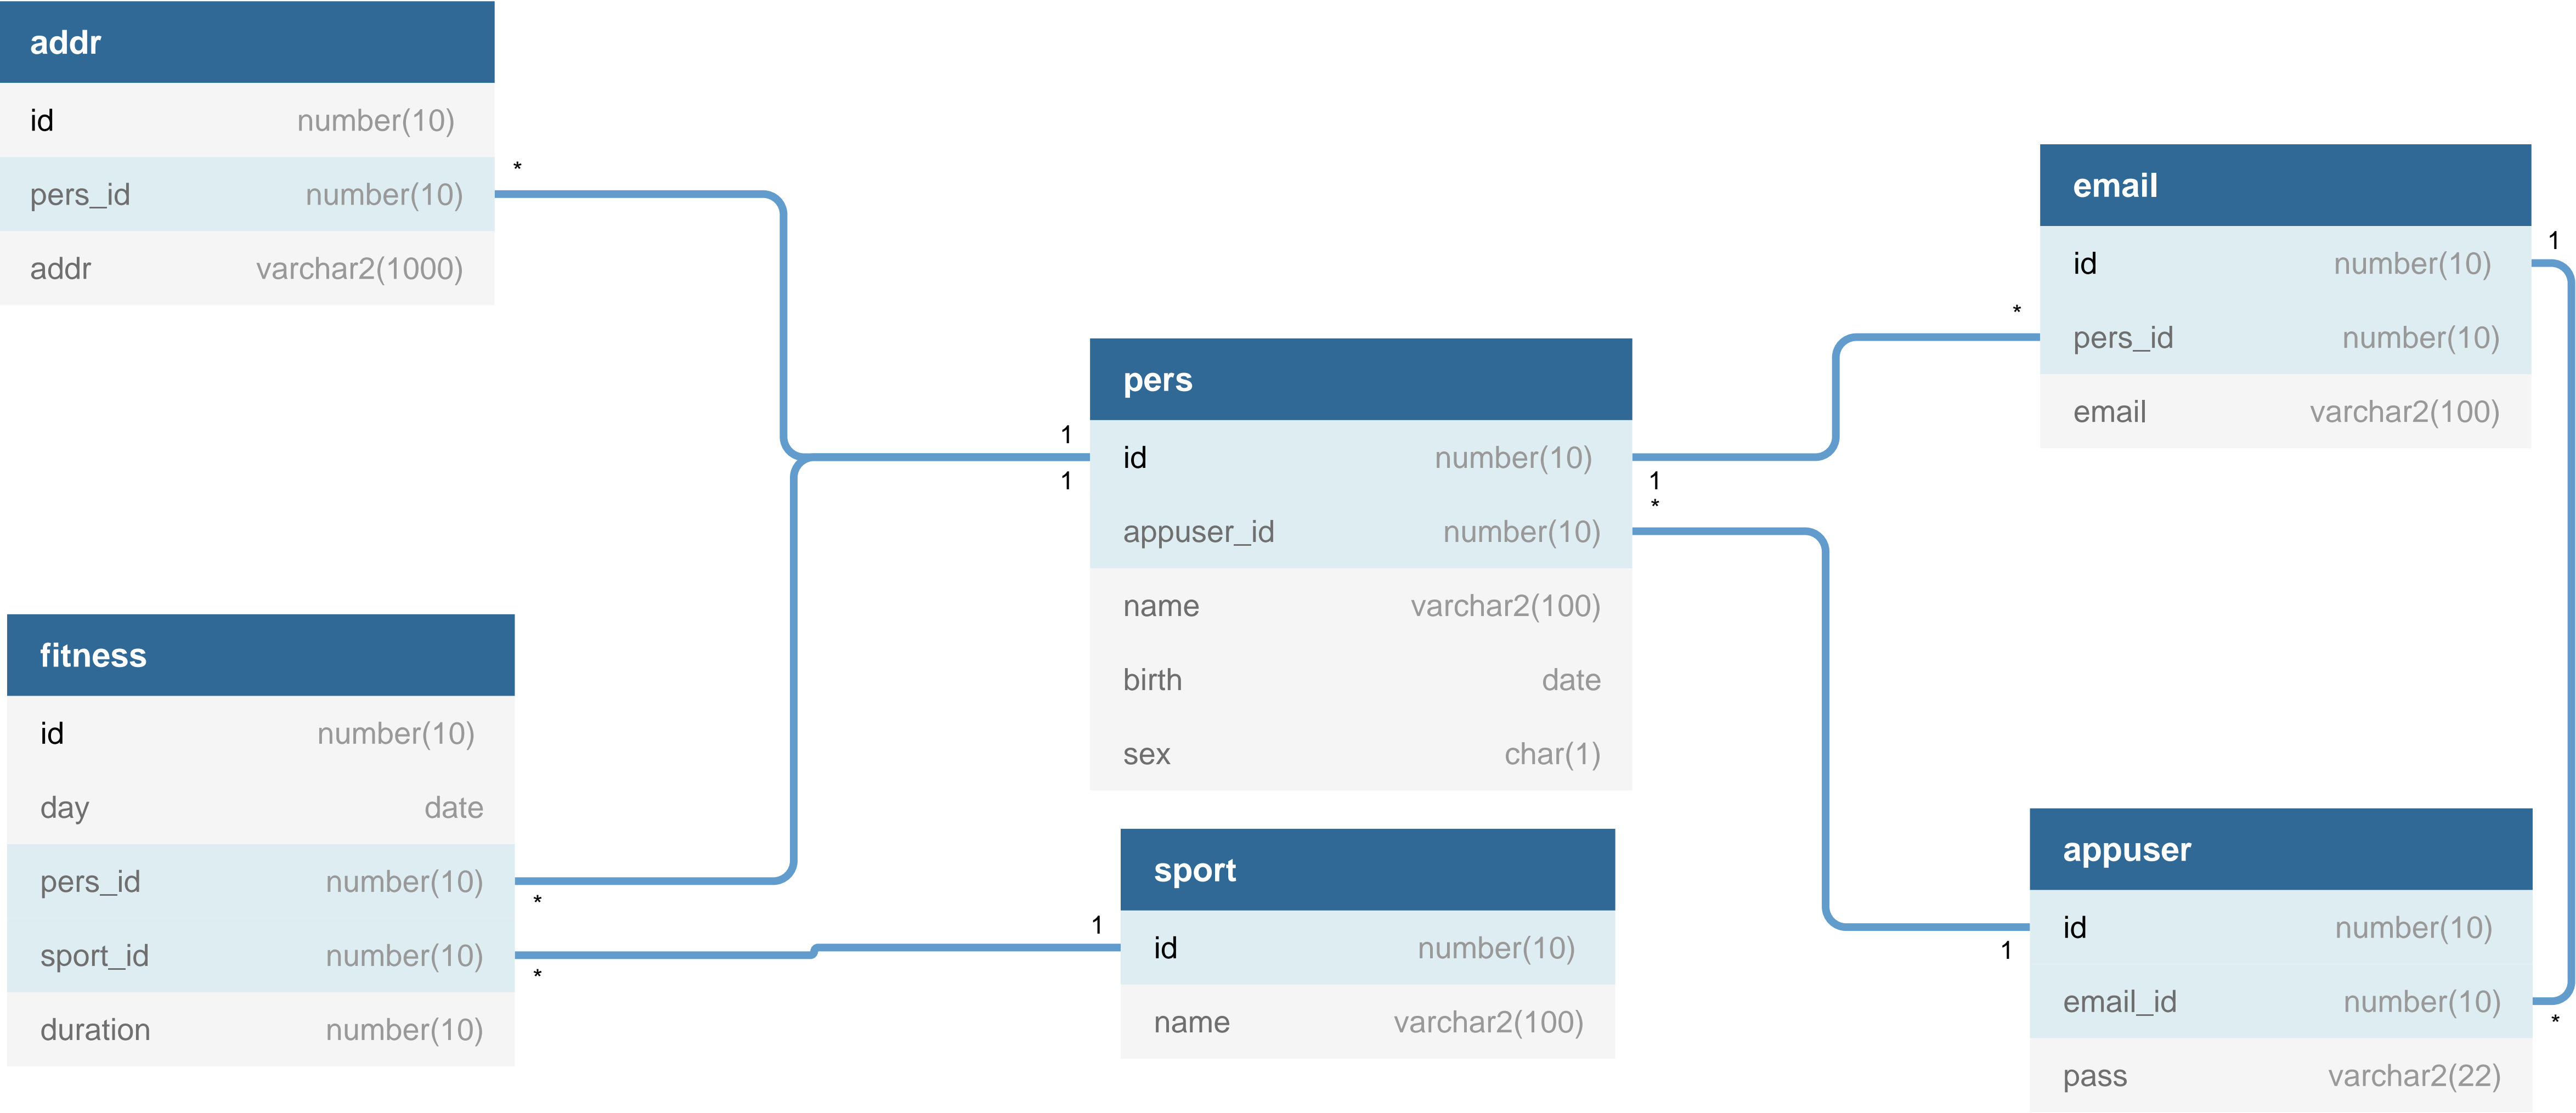 addr
id number(10)
pers_id number(10)
addr varchar2(1000)
*
1
1
pers
id number(10)
appuser_id number(10)
name varchar2(100)
birth date
sex char(1)
1
*
*
email
id number(10)
pers_id number(10)
email varchar2(100)
1
fitness
id number(10)
day date
pers_id number(10)
sport_id number(10)
duration number(10)
*
*
1
sport
id number(10)
name varchar2(100)
1
appuser
id number(10)
email_id number(10)
pass varchar2(22)
*